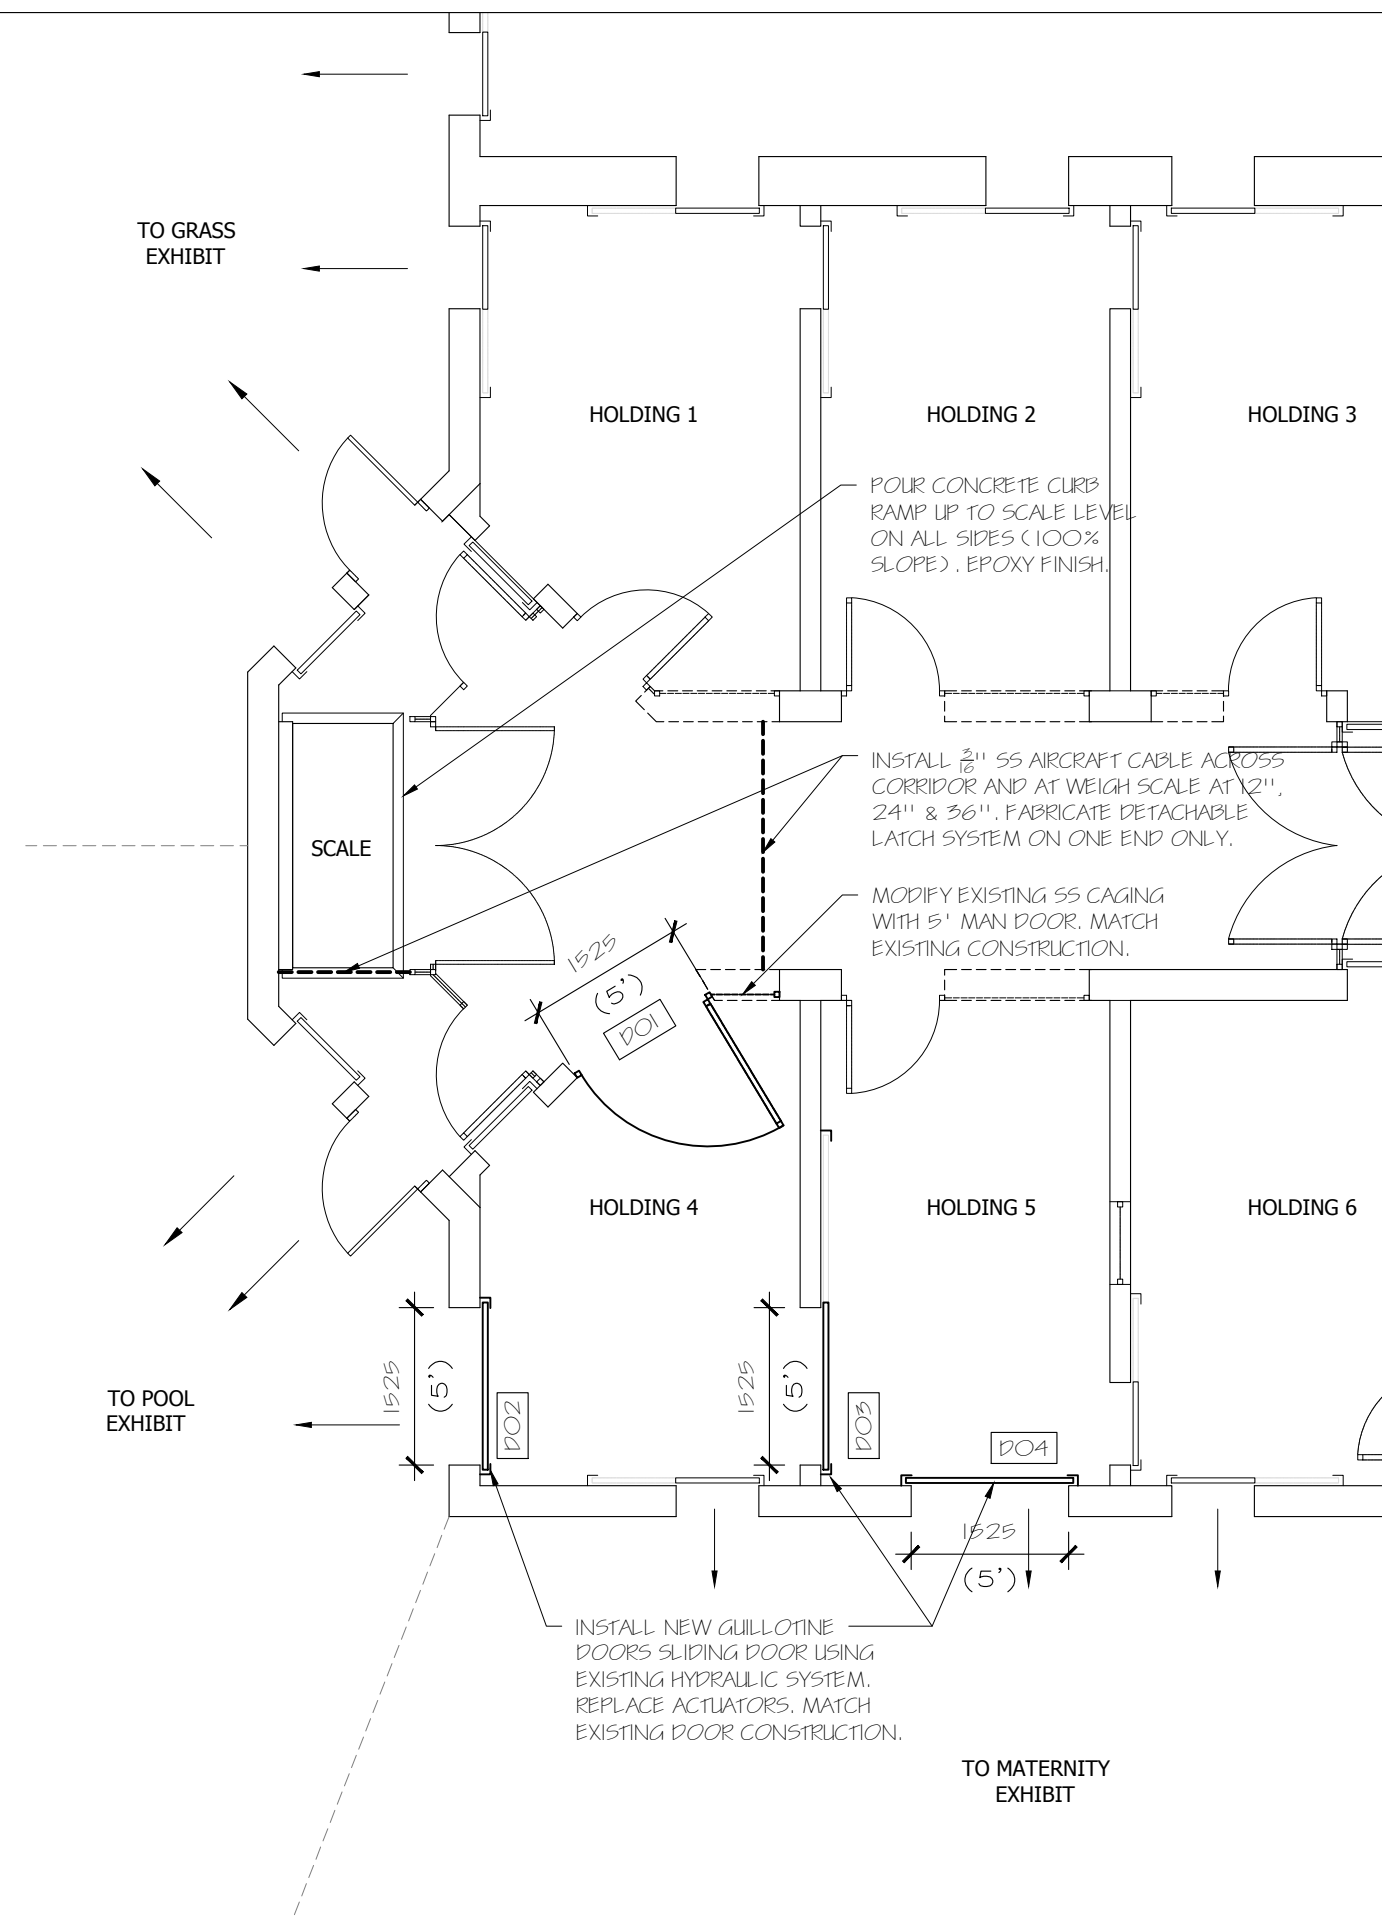 TO GRASS
EXHIBIT
HOLDING 1
HOLDING 2
HOLDING 3
POUR CONCRETE CURB
RAMP UP TO SCALE LEVEL
ON ALL SIDES (100%
SLOPE). EPOXY FINISH.
INSTALL 3/16" SS AIRCRAFT CABLE ACROSS
CORRIDOR AND AT WEIGH SCALE AT 12",
24" & 36". FABRICATE DETACHABLE
LATCH SYSTEM ON ONE END ONLY.
SCALE
MODIFY EXISTING SS CAGING
WITH 5' MAN DOOR. MATCH
EXISTING CONSTRUCTION.
1525
(5')
D01
HOLDING 4
HOLDING 5
HOLDING 6
TO POOL
EXHIBIT
1525
(5')
D02
1525
(5')
D03
D04
1525
(5')
INSTALL NEW GUILLOTINE
DOORS SLIDING DOOR USING
EXISTING HYDRAULIC SYSTEM.
REPLACE ACTUATORS. MATCH
EXISTING DOOR CONSTRUCTION.
TO MATERNITY
EXHIBIT